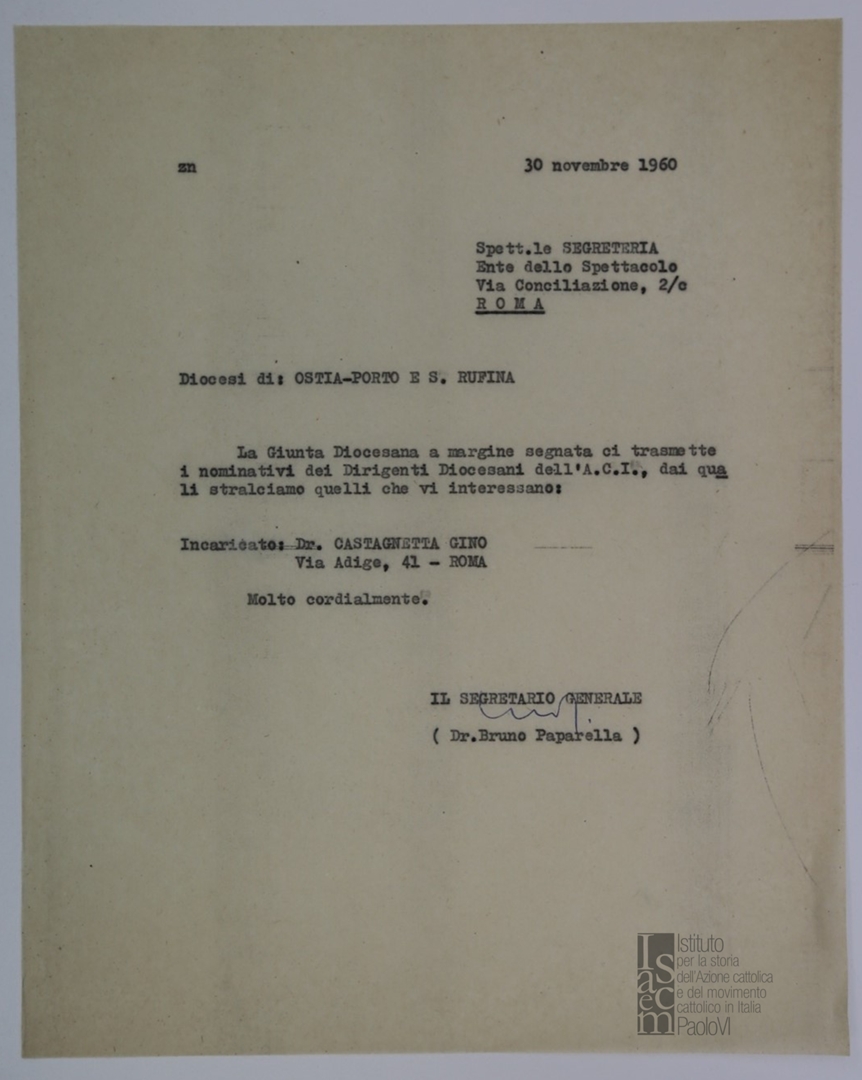 zn
30 novembre 1960
Spett.le SEGRETERIA
Ente dello Spettacolo
Via Conciliazione, 2/c
R O M A
Diocesi di: OSTIA-PORTO E S. RUFINA
La Giunta Diocesana a margine segnata ci trasmette
i nominativi dei Dirigenti Diocesani dell'A.C.I., dai qua
li stralciamo quelli che vi interessano:
Incaricato: Dr. CASTAGNETTA GINO
Via Adige, 41 - ROMA
Molto cordialmente.
IL SEGRETARIO GENERALE
( Dr.Bruno Paparella )
Isacem
Istituto
per la storia
dell'Azione cattolica
e del movimento
cattolico in Italia
PaoloVI